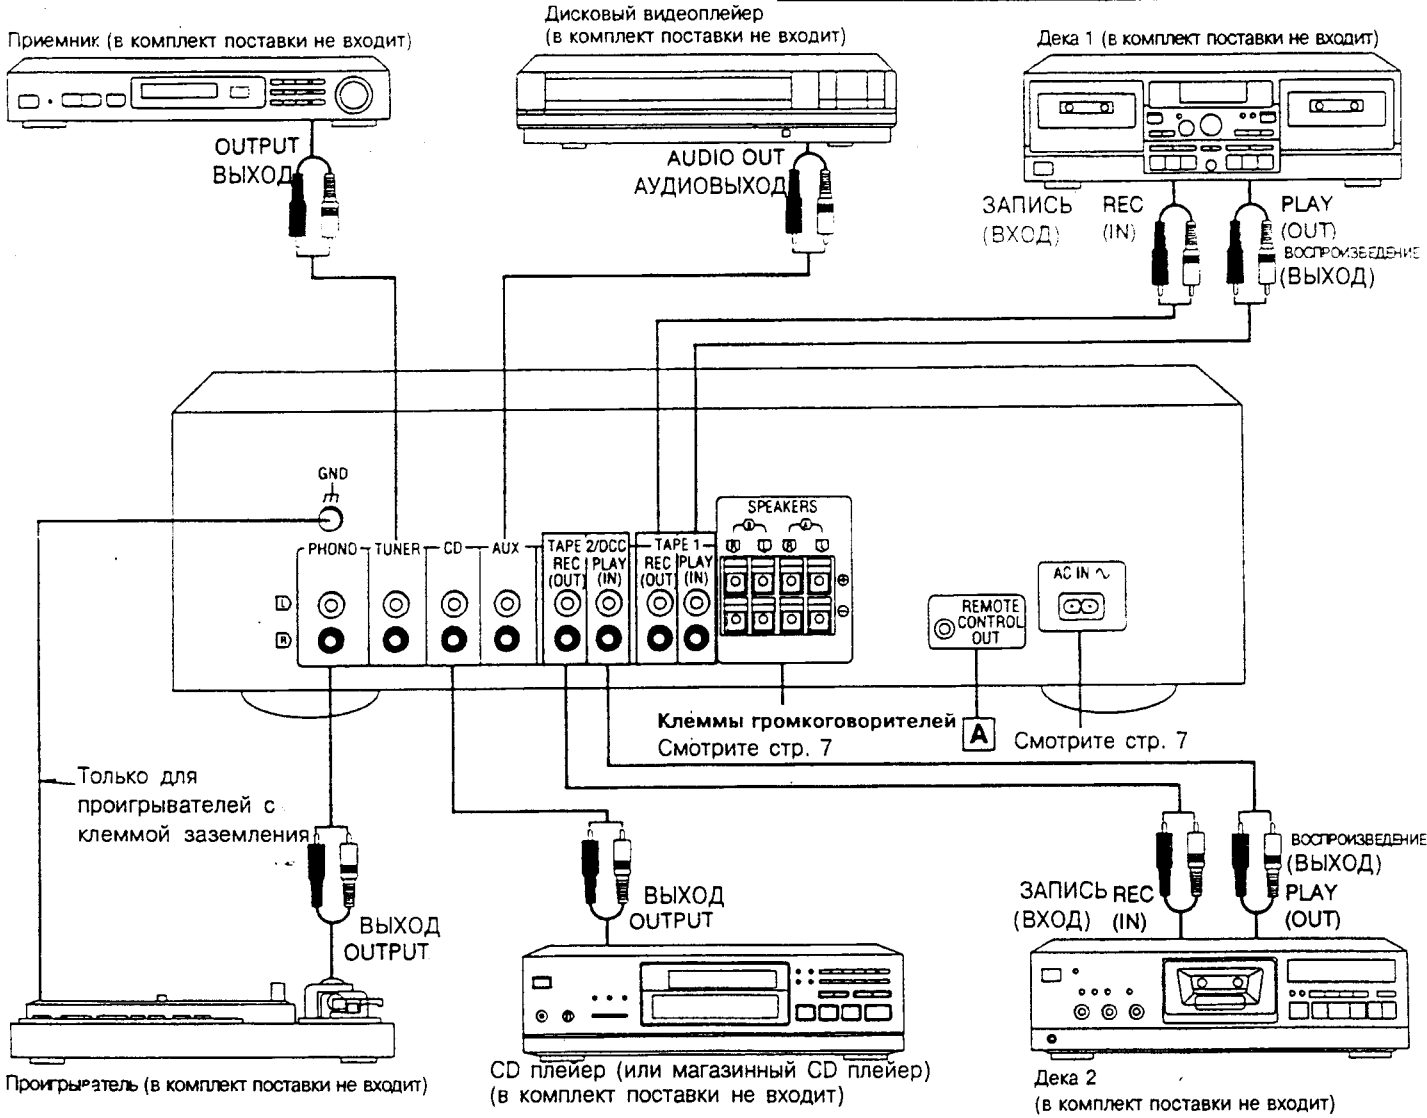 Дисковый видеоплейер
(в комплект поставки не входит)
Приемник (в комплект поставки не входит)
Дека 1 (в комплект поставки не входит)
OUTPUT
ВЫХОД
AUDIO OUT
АУДИОВЫХОД
ЗАПИСЬ REC
(ВХОД) (IN)
PLAY
(OUT)
ВОСПРОИЗВЕДЕНИЕ
(ВЫХОД)
GND
PHONO
TUNER
CD
AUX
TAPE 2/DCC
REC
(OUT)
PLAY
(IN)
TAPE 1
REC
(OUT)
PLAY
(IN)
L
R
SPEAKERS
B A
R L R L
+
−
REMOTE
CONTROL
OUT
AC IN ∿
Клеммы громкоговорителей
Смотрите стр. 7
A
Смотрите стр. 7
Только для
проигрывателей с
клеммой заземления
ВЫХОД
OUTPUT
ВЫХОД
OUTPUT
ВОСПРОИЗВЕДЕНИЕ
(ВЫХОД)
ЗАПИСЬ REC
(ВХОД) (IN)
PLAY
(OUT)
Проигрыватель (в комплект поставки не входит)
CD плейер (или магазинный CD плейер)
(в комплект поставки не входит)
Дека 2
(в комплект поставки не входит)